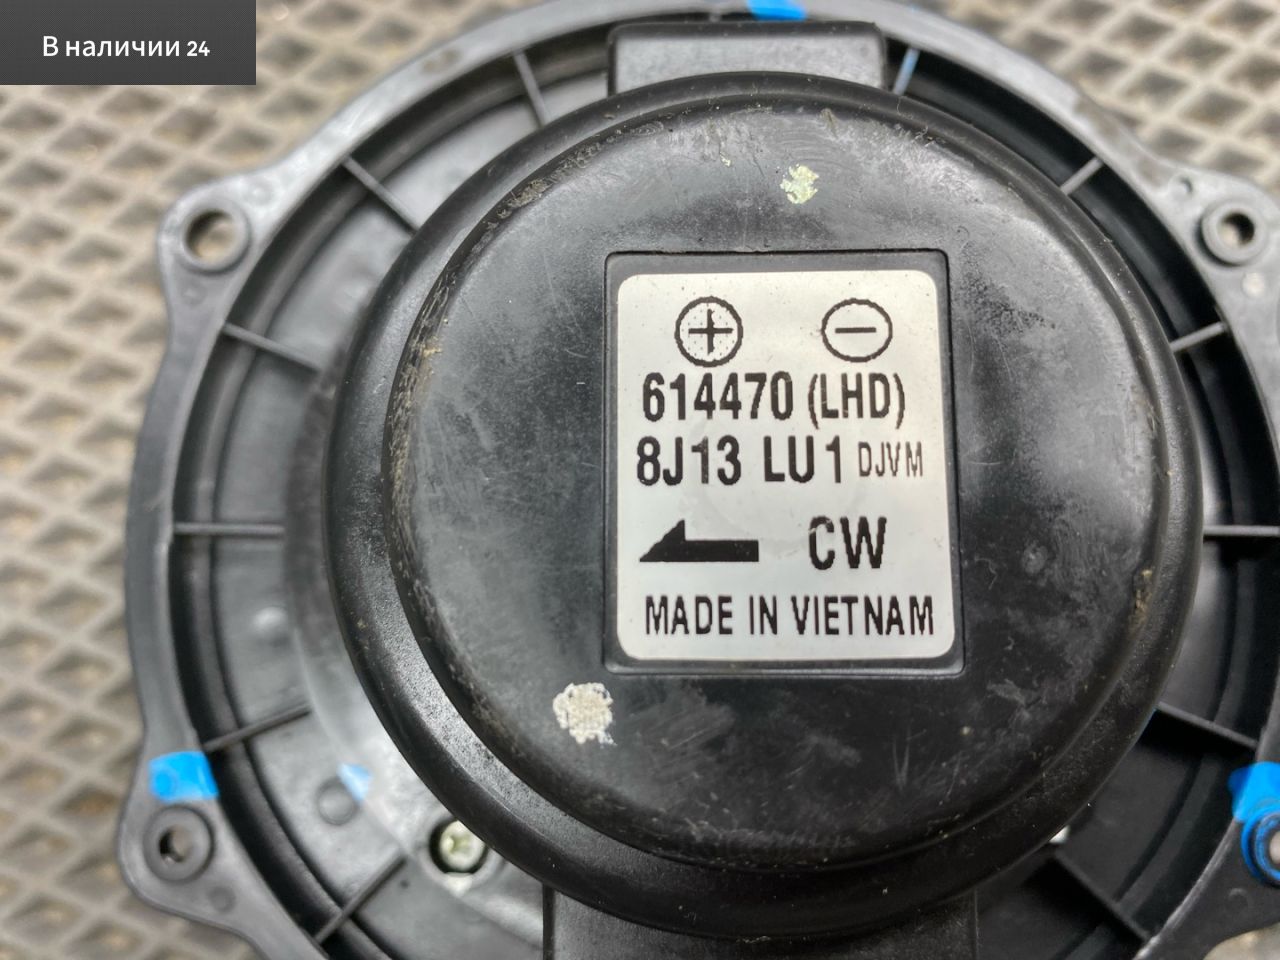 В наличии 24
614470 (LHD)
8J13 LU1 DJVM
CW
MADE IN VIETNAM